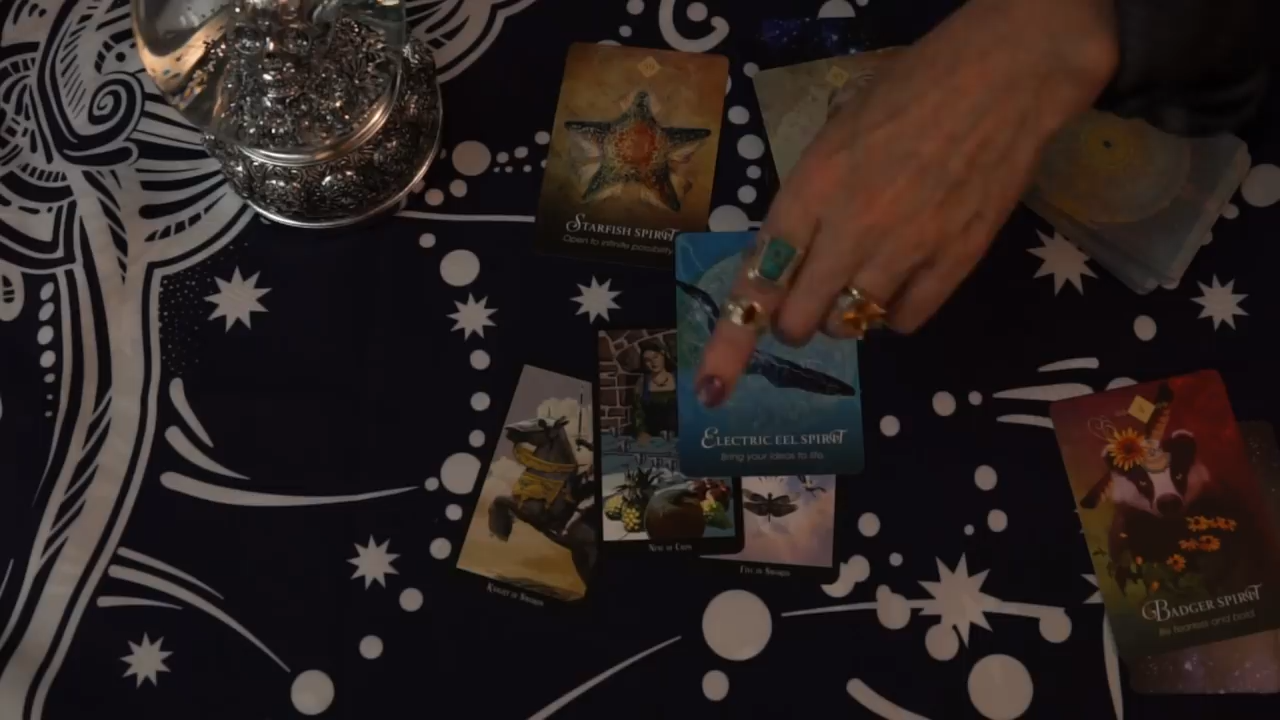 STARFISH SPIRIT
Open to infinite possibility
ELECTRIC EEL SPIRIT
Bring your ideas to life
KNIGHT OF SWORDS
NINE OF CUPS
FIVE OF SWORDS
BADGER SPIRIT
Be fearless and bold